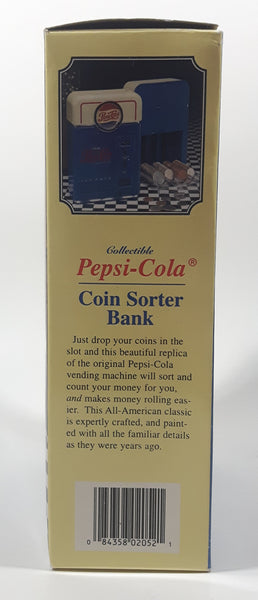 Pepsi-Cola
Collectible
Pepsi-Cola®
Coin Sorter
Bank
Just drop your coins in the
slot and this beautiful replica
of the original Pepsi-Cola
vending machine will sort and
count your money for you,
and makes money rolling eas-
ier. This All-American classic
is expertly crafted, and paint-
ed with all the familiar details
as they were years ago.
0 84358 02052 1